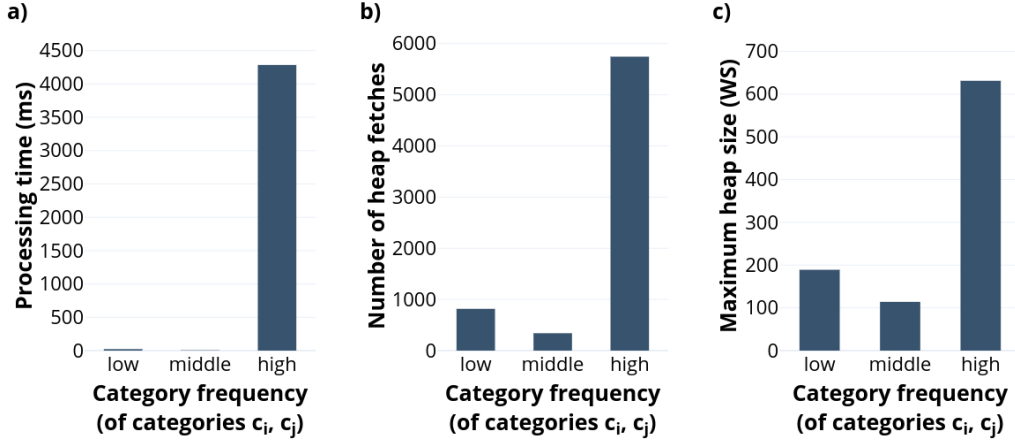 a)
Processing time (ms)
4500
4000
3500
3000
2500
2000
1500
1000
500
0
low middle high
Category frequency
(of categories cᵢ, cⱼ)
b)
Number of heap fetches
6000
5000
4000
3000
2000
1000
0
low middle high
Category frequency
(of categories cᵢ, cⱼ)
c)
Maximum heap size (WS)
700
600
500
400
300
200
100
0
low middle high
Category frequency
(of categories cᵢ, cⱼ)